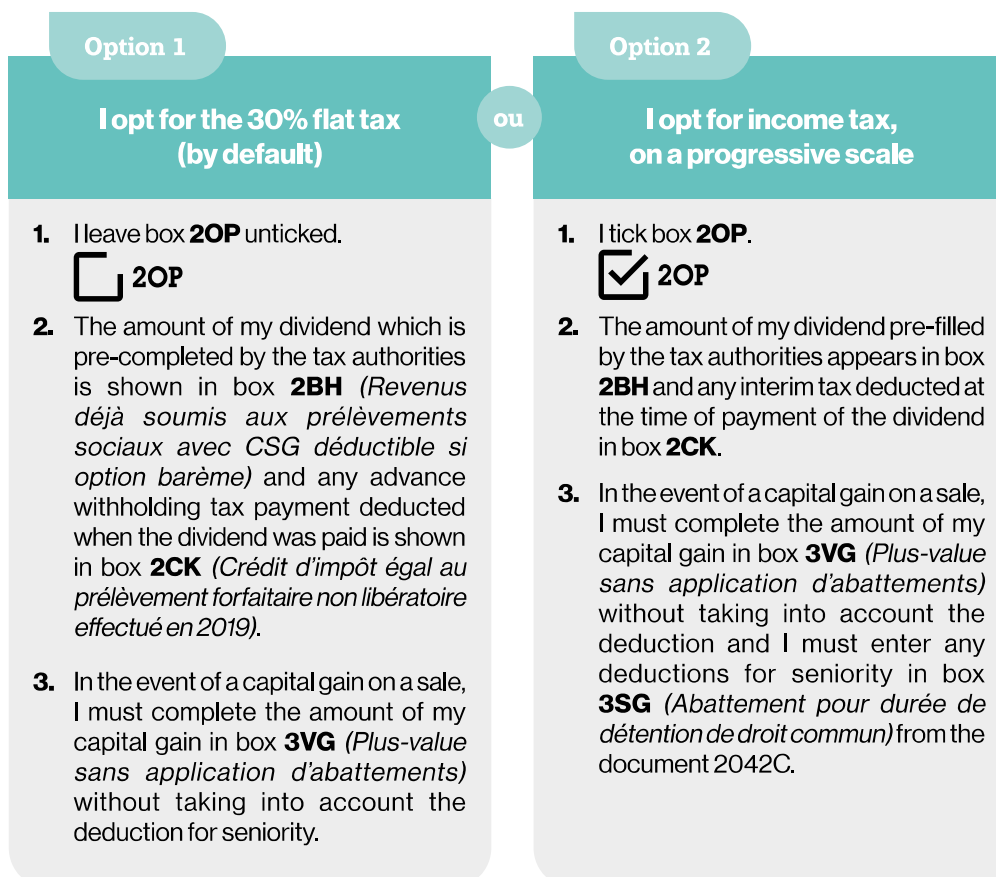 Option 1
I opt for the 30% flat tax
(by default)
1. I leave box 2OP unticked.
2OP
2. The amount of my dividend which is
pre-completed by the tax authorities
is shown in box 2BH (Revenus
déjà soumis aux prélèvements
sociaux avec CSG déductible si
option barème) and any advance
withholding tax payment deducted
when the dividend was paid is shown
in box 2CK (Crédit d'impôt égal au
prélèvement forfaitaire non libératoire
effectué en 2019).
3. In the event of a capital gain on a sale,
I must complete the amount of my
capital gain in box 3VG (Plus-value
sans application d'abattements)
without taking into account the
deduction for seniority.
ou
Option 2
I opt for income tax,
on a progressive scale
1. I tick box 2OP.
2OP
2. The amount of my dividend pre-filled
by the tax authorities appears in box
2BH and any interim tax deducted at
the time of payment of the dividend
in box 2CK.
3. In the event of a capital gain on a sale,
I must complete the amount of my
capital gain in box 3VG (Plus-value
sans application d'abattements)
without taking into account the
deduction and I must enter any
deductions for seniority in box
3SG (Abattement pour durée de
détention de droit commun) from the
document 2042C.